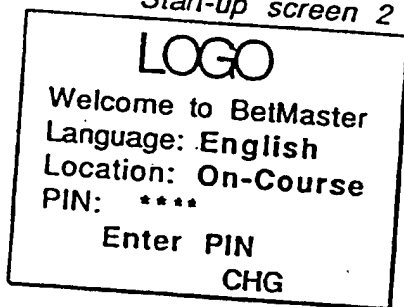 Start-up screen 2
LOGO
Welcome to BetMaster
Language: English
Location: On-Course
PIN: ****
Enter PIN
CHG